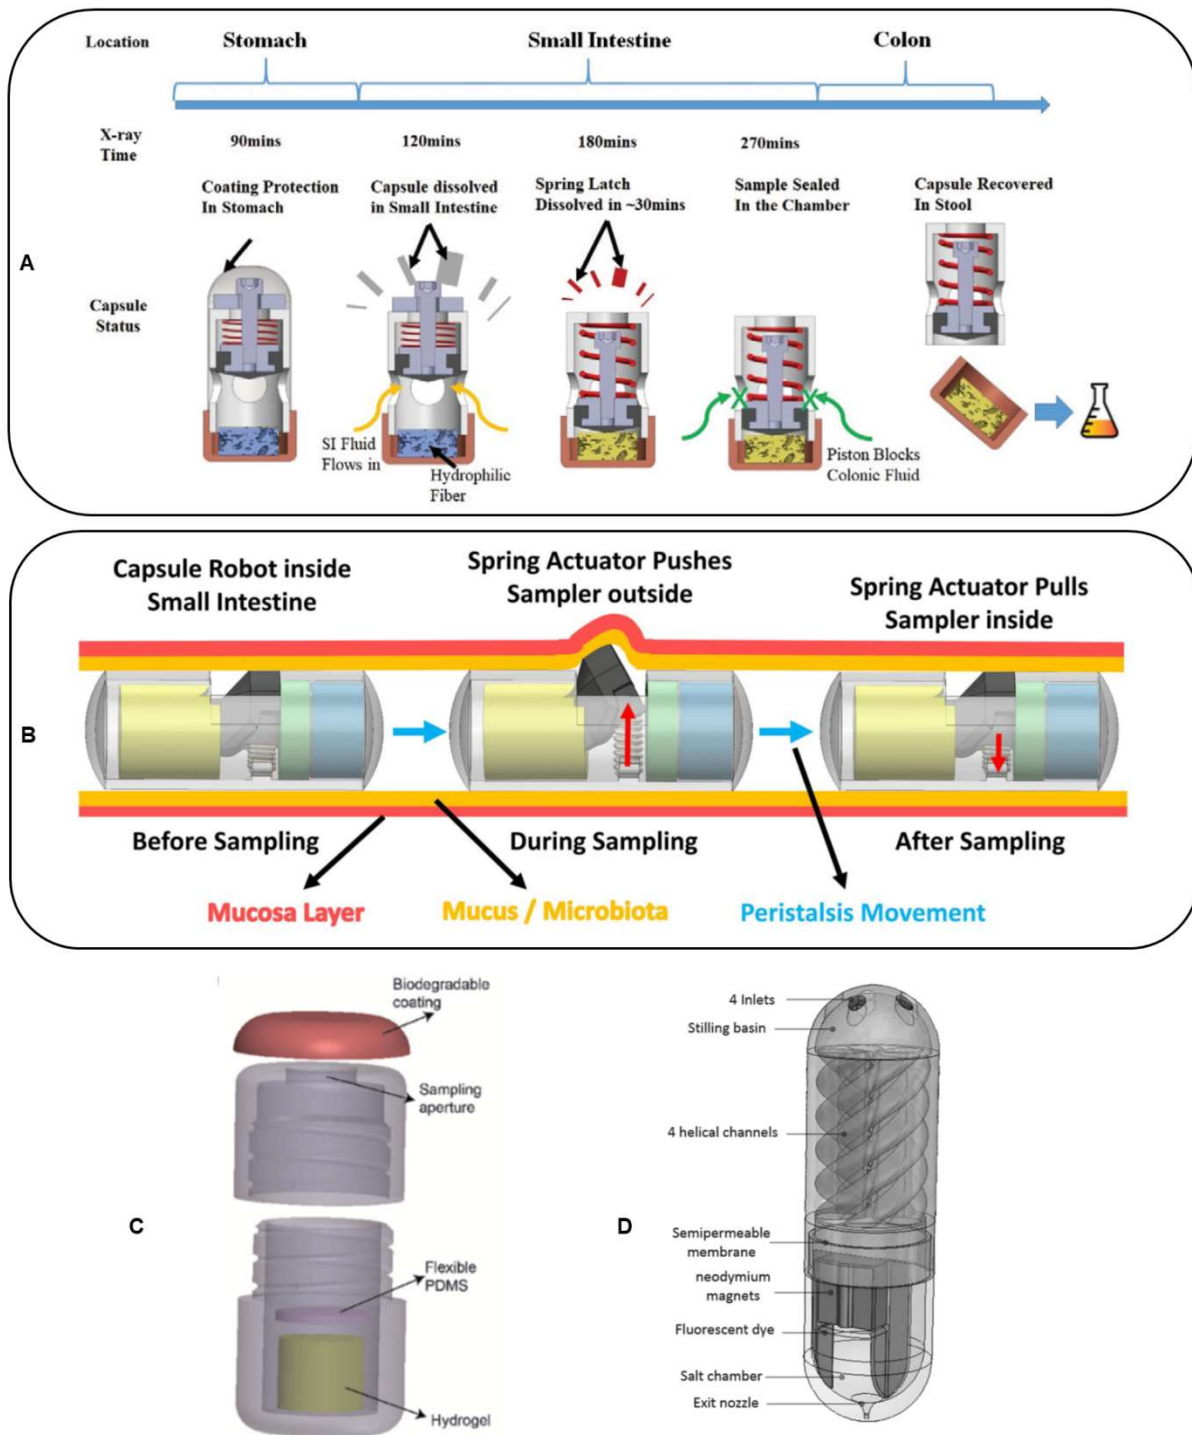 Location
Stomach
Small Intestine
Colon
X-ray
Time
90mins
120mins
180mins
270mins
Coating Protection
In Stomach
Capsule dissolved
in Small Intestine
Spring Latch
Dissolved in ~30mins
Sample Sealed
In the Chamber
Capsule Recovered
In Stool
A
Capsule
Status
SI Fluid
Flows in
Hydrophilic
Fiber
Piston Blocks
Colonic Fluid
Capsule Robot inside
Small Intestine
Spring Actuator Pushes
Sampler outside
Spring Actuator Pulls
Sampler inside
B
Before Sampling
During Sampling
After Sampling
Mucosa Layer
Mucus / Microbiota
Peristalsis Movement
Biodegradable
coating
Sampling
aperture
C
Flexible
PDMS
Hydrogel
4 Inlets
Stilling basin
4 helical channels
D
Semipermeable
membrane
neodymium
magnets
Fluorescent dye
Salt chamber
Exit nozzle